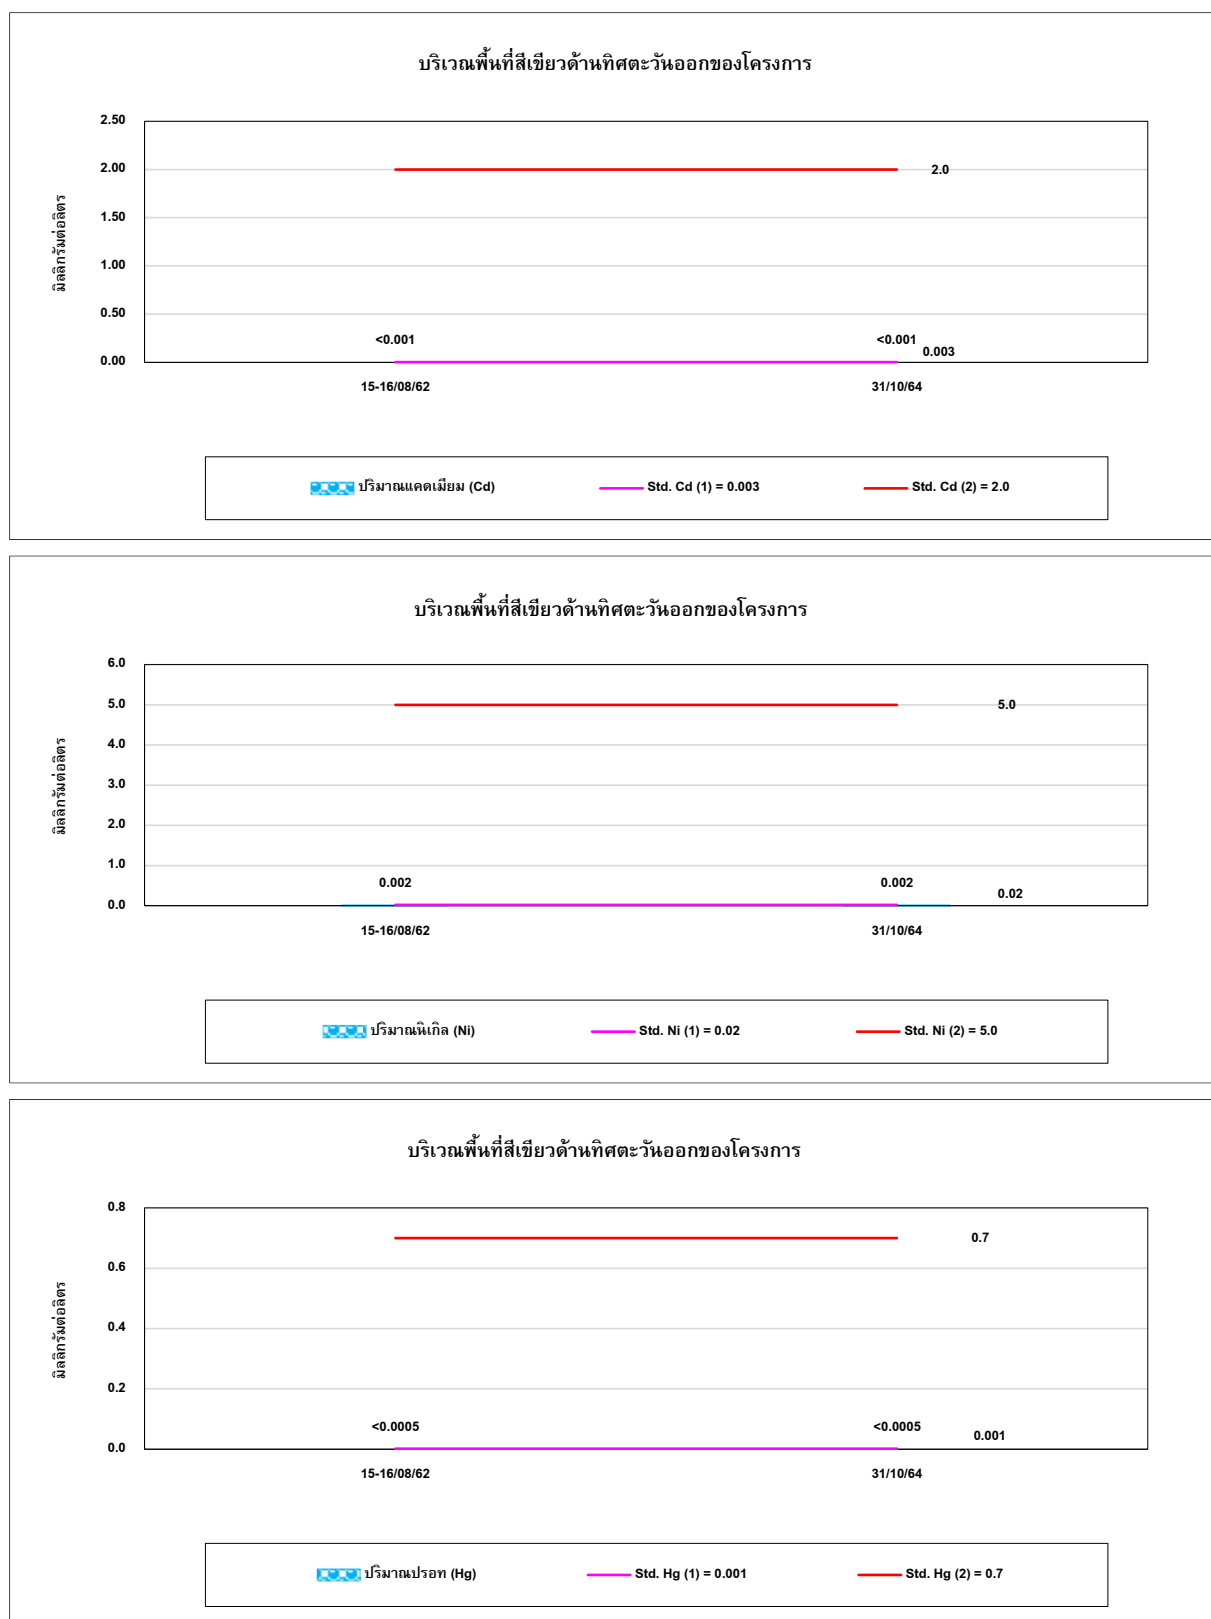 บริเวณพื้นที่สีเขียวด้านทิศตะวันออกของโครงการ
มิลลิกรัมต่อลิตร
2.50
2.00
1.50
1.00
0.50
0.00
2.0
<0.001
<0.001
0.003
15-16/08/62
31/10/64
ปริมาณแคดเมียม (Cd)
Std. Cd (1) = 0.003
Std. Cd (2) = 2.0
บริเวณพื้นที่สีเขียวด้านทิศตะวันออกของโครงการ
มิลลิกรัมต่อลิตร
6.0
5.0
4.0
3.0
2.0
1.0
0.0
5.0
0.002
0.002
0.02
15-16/08/62
31/10/64
ปริมาณนิเกิล (Ni)
Std. Ni (1) = 0.02
Std. Ni (2) = 5.0
บริเวณพื้นที่สีเขียวด้านทิศตะวันออกของโครงการ
มิลลิกรัมต่อลิตร
0.8
0.6
0.4
0.2
0.0
0.7
<0.0005
<0.0005
0.001
15-16/08/62
31/10/64
ปริมาณปรอท (Hg)
Std. Hg (1) = 0.001
Std. Hg (2) = 0.7